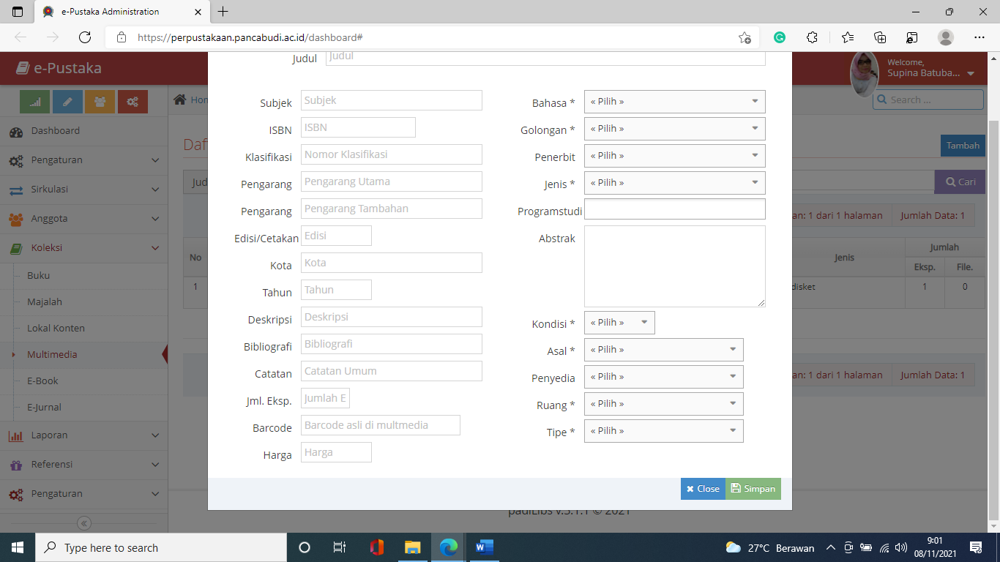 e-Pustaka Administration
https://perpustakaan.pancabudi.ac.id/dashboard#
e-Pustaka
Welcome,
Supina Batuba...
Judul Judul
Search ...
Dashboard
Pengaturan
Sirkulasi
Anggota
Koleksi
Buku
Majalah
Lokal Konten
Multimedia
E-Book
E-Jurnal
Laporan
Referensi
Pengaturan
Hon
Daf
Jud
No
1
Subjek Subjek
ISBN ISBN
Klasifikasi Nomor Klasifikasi
Pengarang Pengarang Utama
Pengarang Pengarang Tambahan
Edisi/Cetakan Edisi
Kota Kota
Tahun Tahun
Deskripsi Deskripsi
Bibliografi Bibliografi
Catatan Catatan Umum
Jml. Eksp. Jumlah E
Barcode Barcode asli di multmedia
Harga Harga
Bahasa * « Pilih »
Golongan * « Pilih »
Penerbit « Pilih »
Jenis * « Pilih »
Programstudi
Abstrak
Kondisi * « Pilih »
Asal * « Pilih »
Penyedia « Pilih »
Ruang * « Pilih »
Tipe * « Pilih »
Close Simpan
Tambah
Cari
an: 1 dari 1 halaman Jumlah Data: 1
Jenis Jumlah
Eksp. File.
disket 1 0
an: 1 dari 1 halaman Jumlah Data: 1
padiLibs v.3.1.1 © 2021
Type here to search
27°C Berawan
9:01
08/11/2021